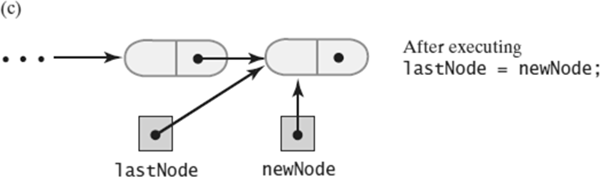 (c)
After executing
lastNode = newNode;
lastNode
newNode